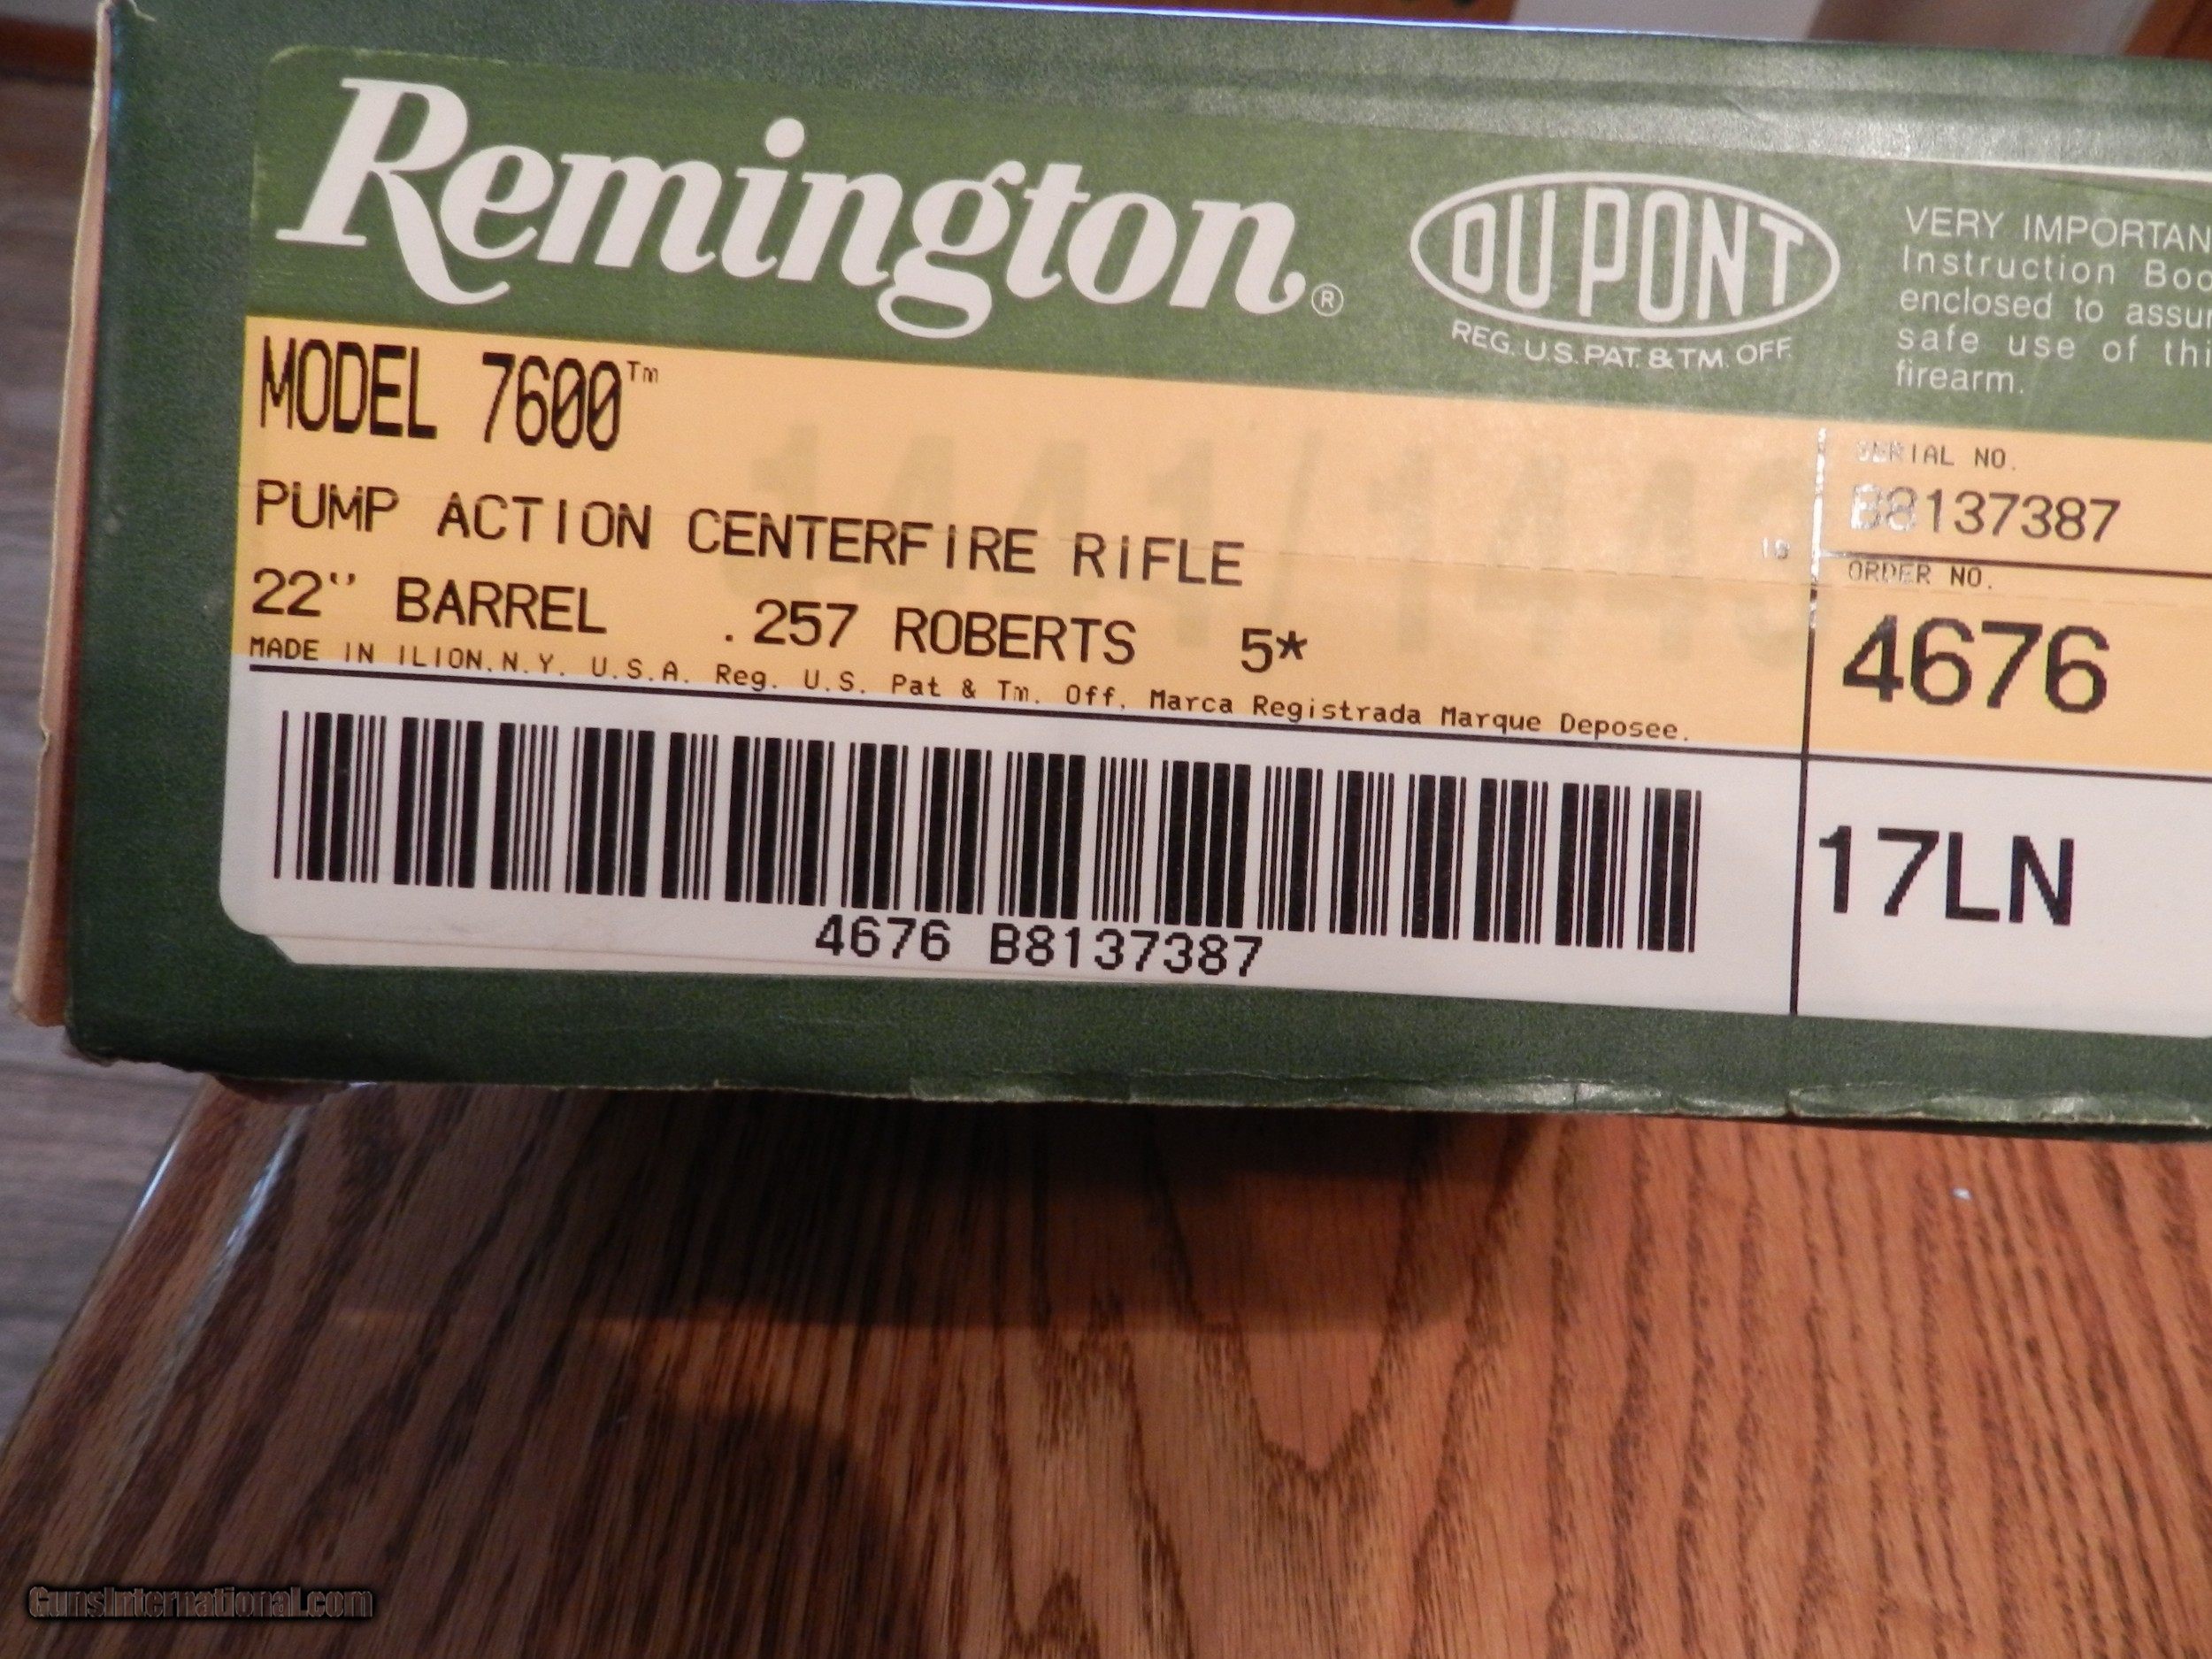 Remington®
DU PONT
REG. U.S. PAT. & TM. OFF.
VERY IMPORTAN
Instruction Boo
enclosed to assur
safe use of thi
firearm.
MODEL 7600™
PUMP ACTION CENTERFIRE RIFLE
22" BARREL .257 ROBERTS 5*
MADE IN ILION,N.Y. U.S.A. Reg. U.S. Pat & Tm. Off. Marca Registrada Marque Deposee.
SERIAL NO.
B8137387
ORDER NO.
4676
17LN
4676 B8137387
GunsInternational.com